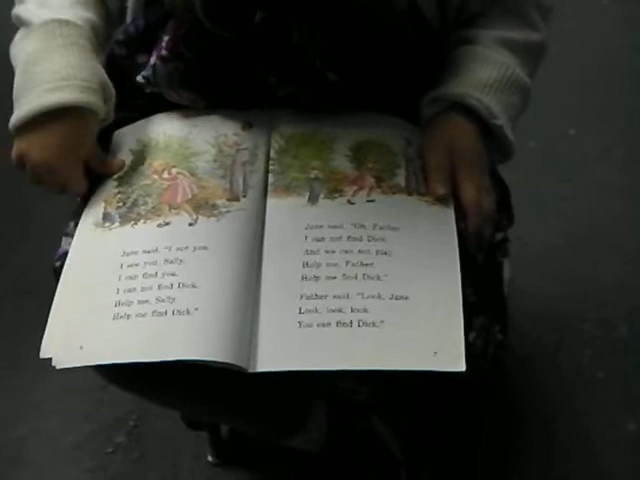 Jane said, "I see you.
I see you, Sally.
I can find you.
I can not find Dick.
Help me, Sally.
Help me find Dick."
Jane said, "Oh, Father.
I can not find Dick.
And we can not play.
Help me, Father.
Help me find Dick."
Father said, "Look, Jane
Look, look, look.
You can find Dick."
6
7